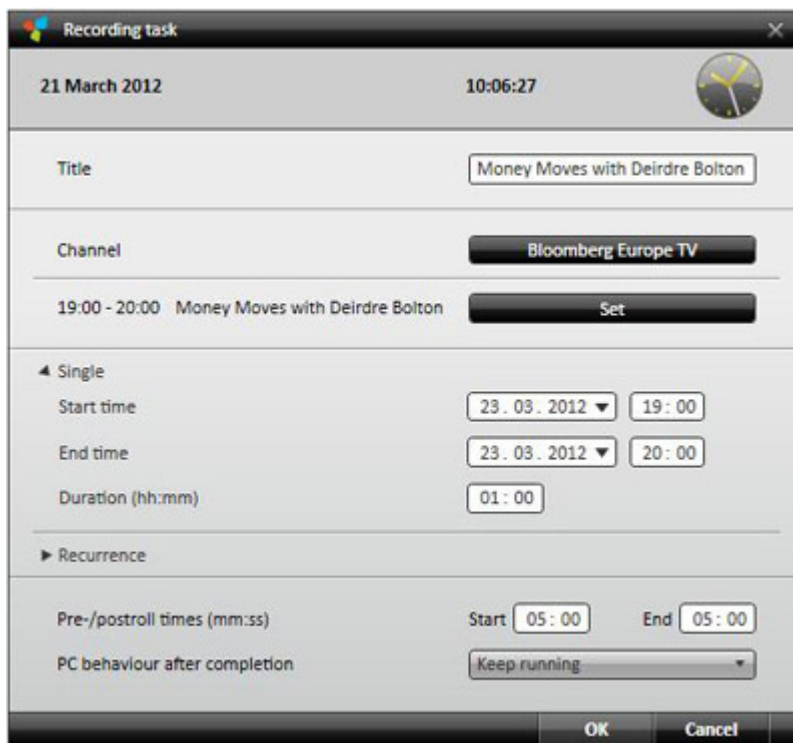 Recording task
21 March 2012 10:06:27
Title Money Moves with Deirdre Bolton
Channel Bloomberg Europe TV
19:00 - 20:00 Money Moves with Deirdre Bolton Set
Single
Start time 23 . 03 . 2012 19 : 00
End time 23 . 03 . 2012 20 : 00
Duration (hh:mm) 01 : 00
Recurrence
Pre-/postroll times (mm:ss) Start 05 : 00 End 05 : 00
PC behaviour after completion Keep running
OK Cancel